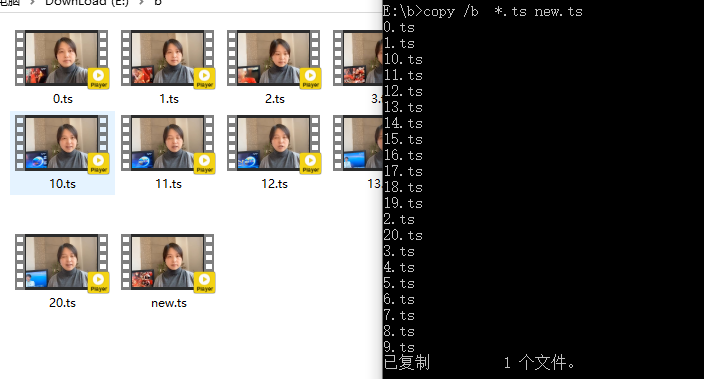 电脑 > DownLoad (E:) > b
0.ts
1.ts
2.ts
3.
10.ts
11.ts
12.ts
13
20.ts
new.ts
Player
Player
Player
Player
Player
Player
Player
Player
E:\b>copy /b  *.ts new.ts
0.ts
1.ts
10.ts
11.ts
12.ts
13.ts
14.ts
15.ts
16.ts
17.ts
18.ts
19.ts
2.ts
20.ts
3.ts
4.ts
5.ts
6.ts
7.ts
8.ts
9.ts
已复制         1 个文件。